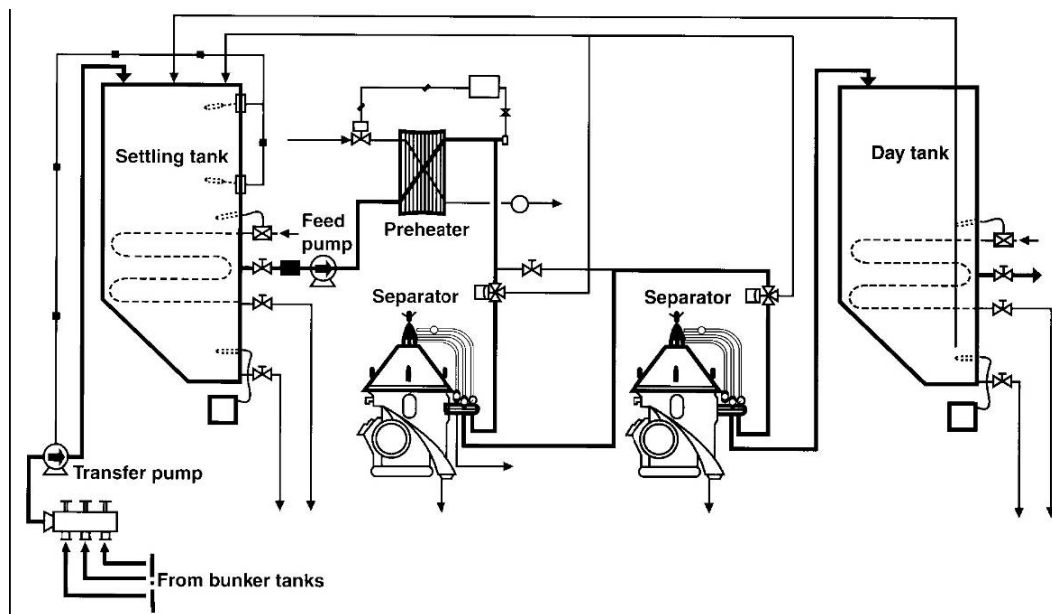 Settling tank
Day tank
Feed
pump
Preheater
Separator
Separator
Transfer pump
From bunker tanks